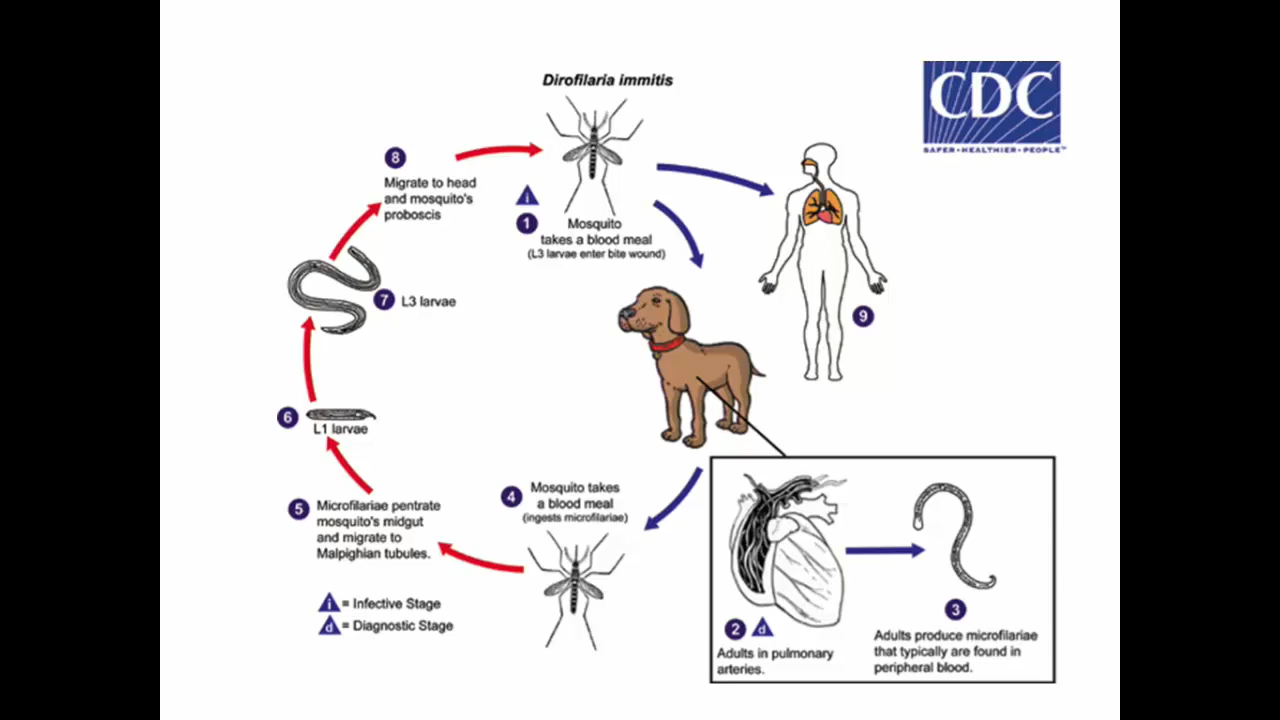 Dirofilaria immitis
CDC
SAFER•HEALTHIER•PEOPLE™
8
Migrate to head
and mosquito's
proboscis
i
1
Mosquito
takes a blood meal
(L3 larvae enter bite wound)
7
L3 larvae
9
6
L1 larvae
5
Microfilariae pentrate
mosquito's midgut
and migrate to
Malpighian tubules.
4
Mosquito takes
a blood meal
(ingests microfilariae)
i = Infective Stage
d = Diagnostic Stage
2
d
Adults in pulmonary
arteries.
3
Adults produce microfilariae
that typically are found in
peripheral blood.